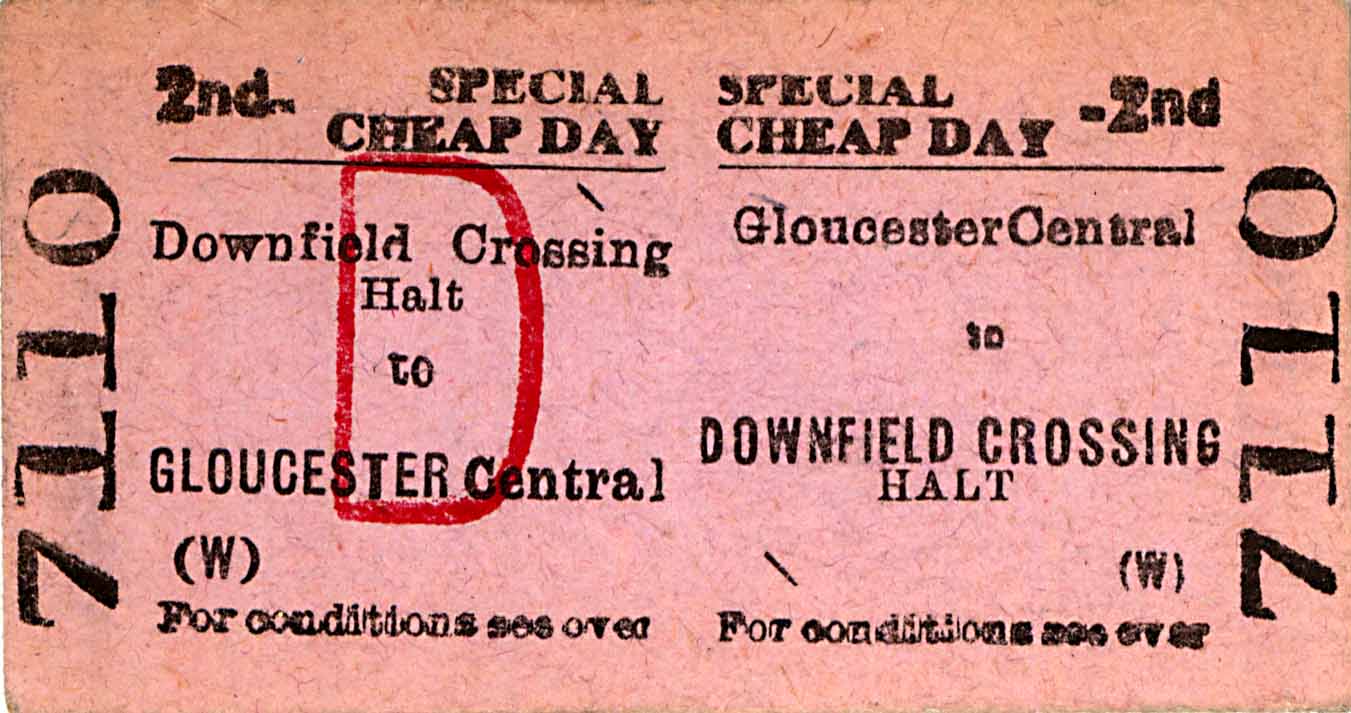 7110
2nd- SPECIAL
CHEAP DAY
Downfield Crossing
Halt
to
GLOUCESTER Central
(W)
For conditions see over
D
SPECIAL -2nd
CHEAP DAY
Gloucester Central
to
DOWNFIELD CROSSING
HALT
(W)
For conditions see over
7110